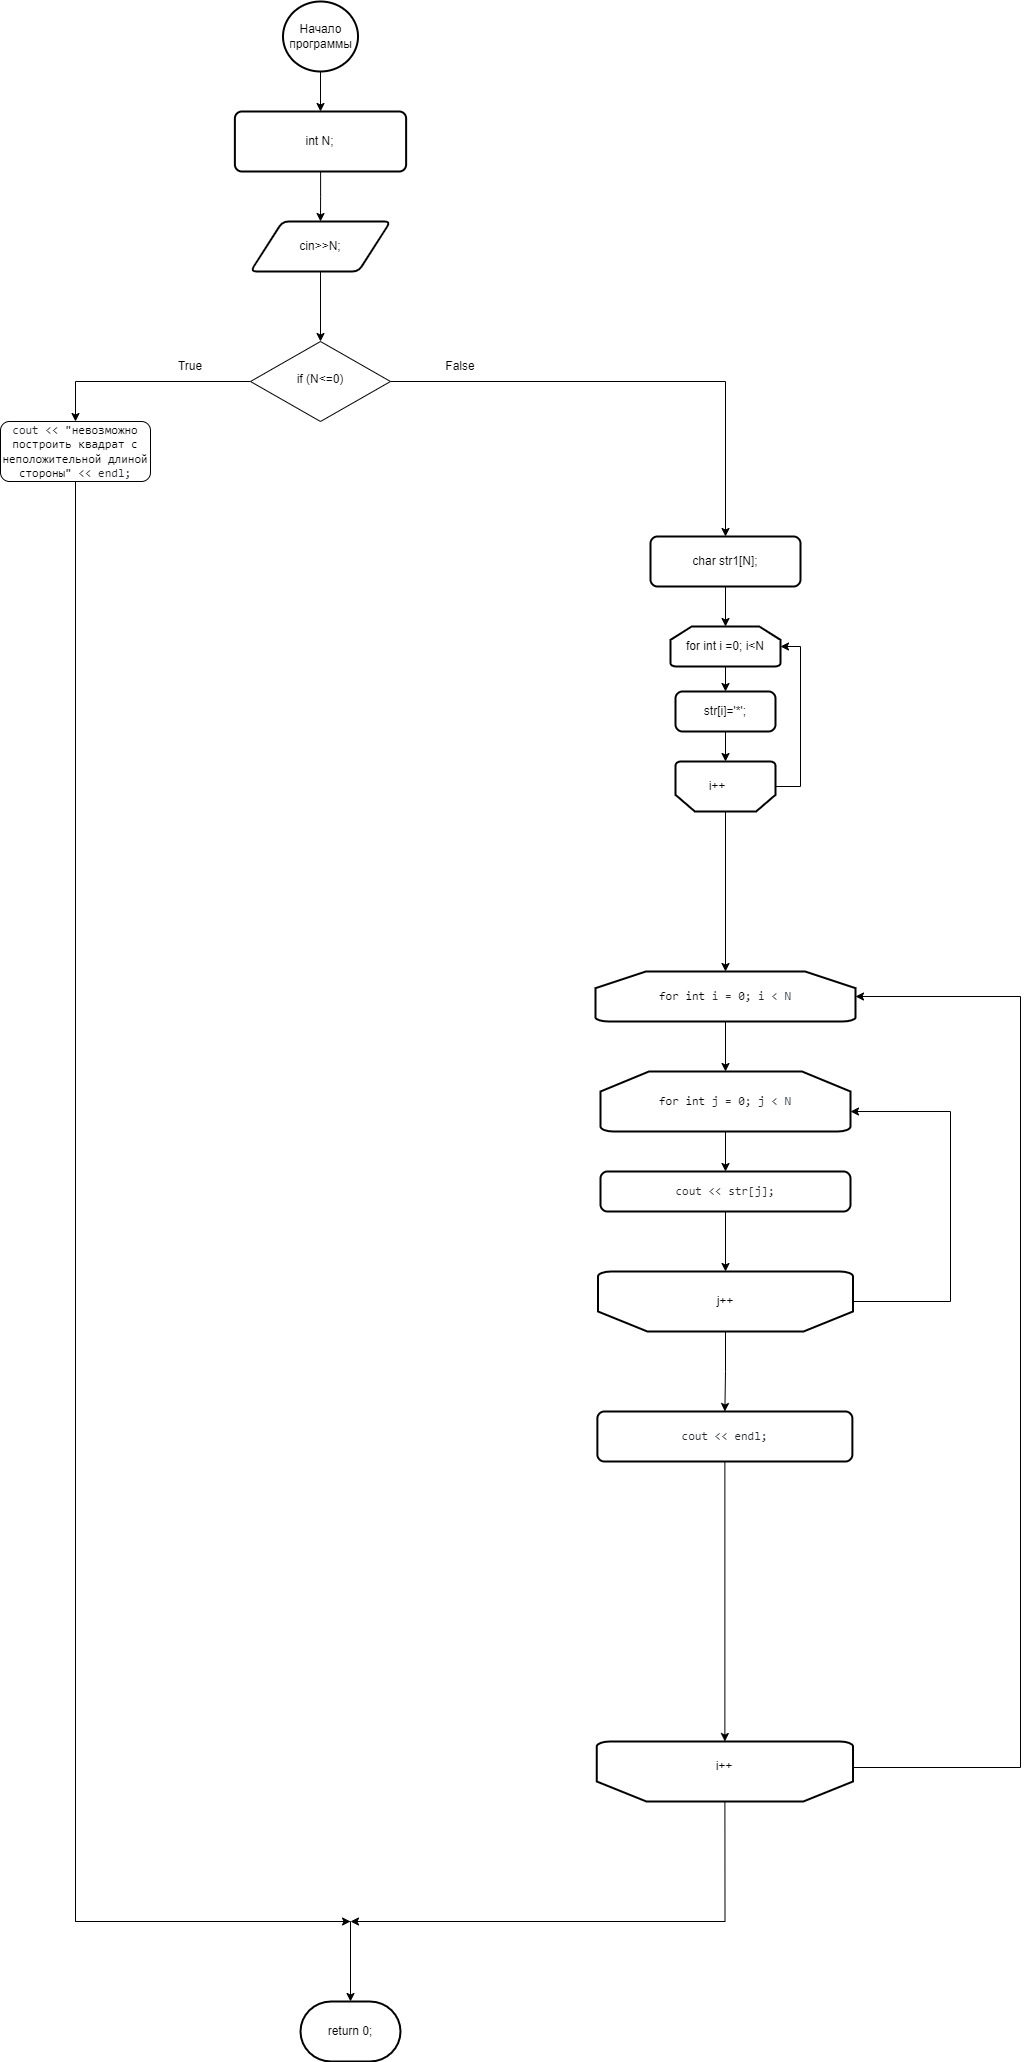 Начало
программы
int N;
cin>>N;
if (N<=0)
True
False
cout << "невозможно
построить квадрат с
неположительной длиной
стороны" << endl;
char str1[N];
for int i =0; i<N
str[i]='*';
i++
for int i = 0; i < N
for int j = 0; j < N
cout << str[j];
j++
cout << endl;
i++
return 0;